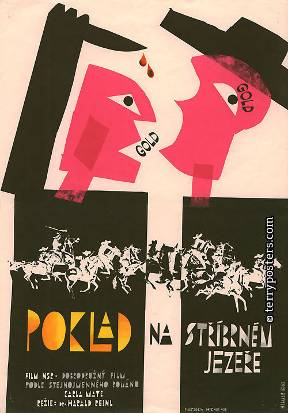 GOLD
GOLD
POKLAD NA STŘÍBRNÉM
JEZEŘE
FILM NSR • DOBRODRUŽNÝ FILM
PODLE STEJNOJMENNÉHO ROMÁNU
KARLA MAYE
REŽIE: DR. HARALD REINL
© terryposters.com